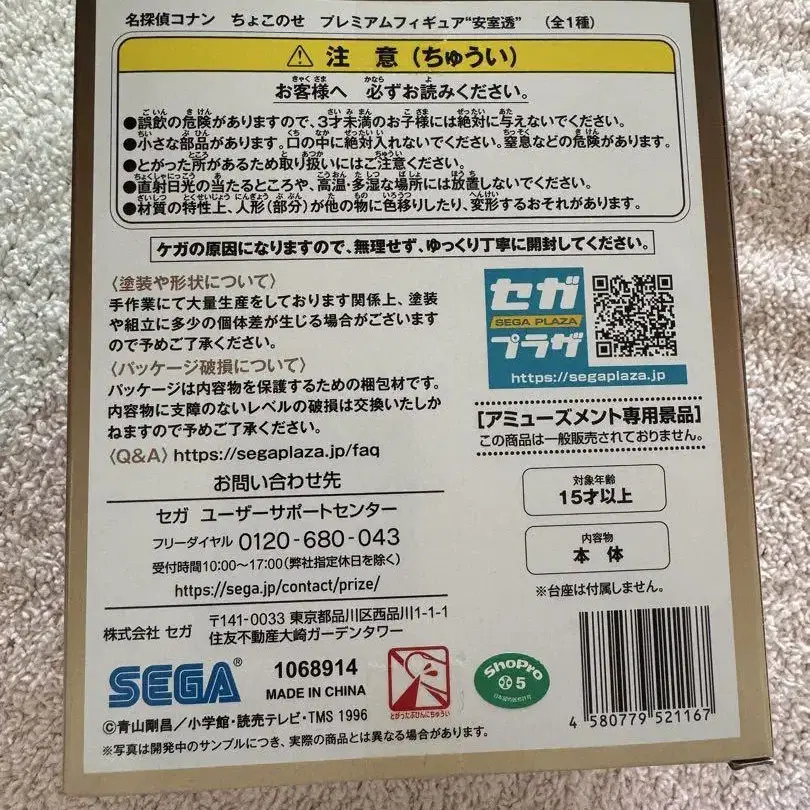 名探偵コナン ちょこのせ プレミアムフィギュア“安室透” (全1種)
⚠ 注 意 (ちゅうい)
お客様へ 必ずお読みください。
●誤飲の危険がありますので、3才未満のお子様には絶対に与えないでください。
●小さな部品があります。口の中に絶対入れないでください。窒息などの危険があります。
●とがった所があるため取り扱いにはご注意ください。
●直射日光の当たるところや、高温・多湿な場所には放置しないでください。
●材質の特性上、人形(部分)が他の物に色移りしたり、変形するおそれがあります。
ケガの原因になりますので、無理せず、ゆっくり丁寧に開封してください。
〈塗装や形状について〉
手作業にて大量生産をしております関係上、塗装
や組立に多少の個体差が生じる場合がございます
ので予めご了承ください。
〈パッケージ破損について〉
パッケージは内容物を保護するための梱包材です。
内容物に支障のないレベルの破損は交換いたしか
ねますので予めご了承ください。
〈Q&A〉https://segaplaza.jp/faq
お問い合わせ先
セガ ユーザーサポートセンター
フリーダイヤル 0120-680-043
受付時間10:00〜17:00(弊社指定休日を除く)
https://sega.jp/contact/prize/
株式会社 セガ
〒141-0033 東京都品川区西品川1-1-1
住友不動産大崎ガーデンタワー
セガ
SEGA PLAZA
プラザ
https://segaplaza.jp
[アミューズメント専用景品]
この商品は一般販売されておりません。
対象年齢
15才以上
内容物
本 体
※台座は付属しません。
SEGA®
1068914
MADE IN CHINA
とがったぶひんにちゅうい
ShoPro
5
日本国内販売許可
4 580779 521167
©青山剛昌/小学館・読売テレビ・TMS 1996
※写真は開発中のサンプルにつき、実際の商品とは異なる場合があります。